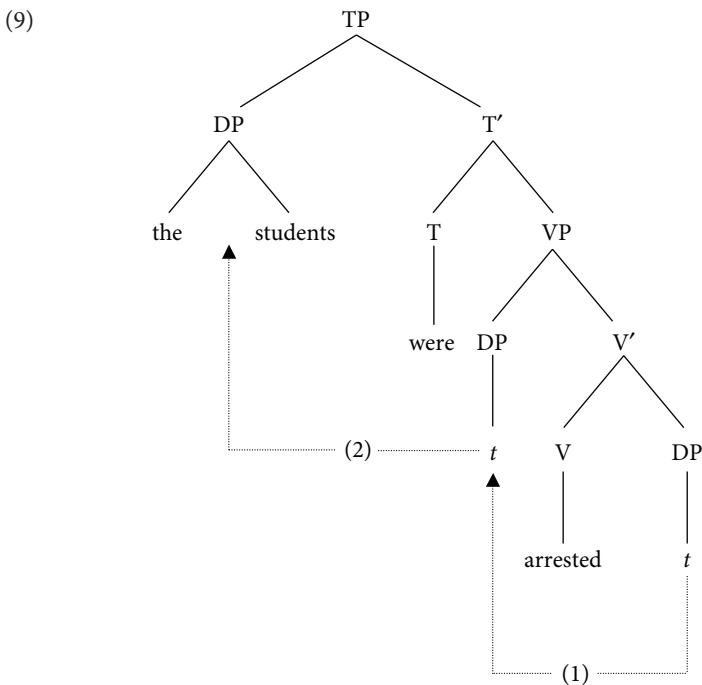 (9)
TP
DP T′
the students T VP
were DP V′
(2) t V DP
arrested t
(1)